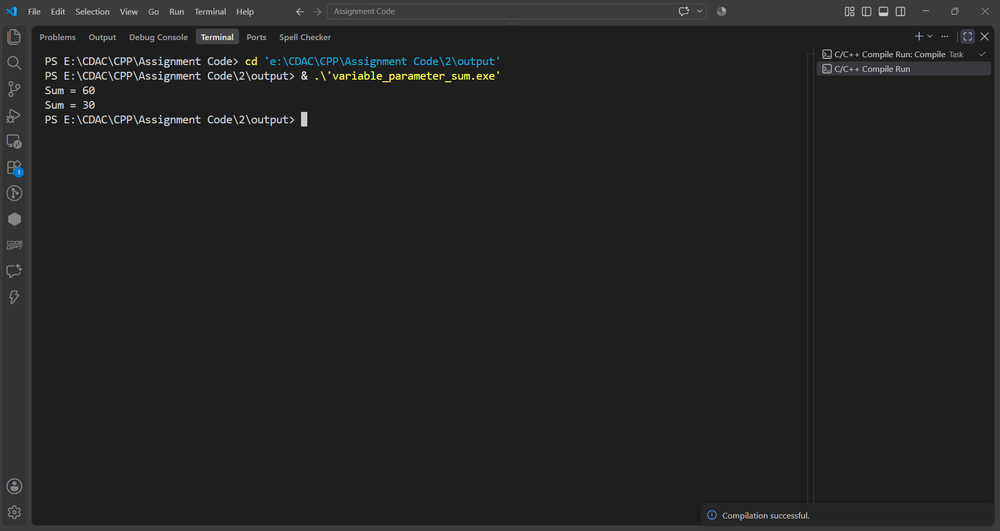 File Edit Selection View Go Run Terminal Help Assignment Code
Problems Output Debug Console Terminal Ports Spell Checker
PS E:\CDAC\CPP\Assignment Code> cd 'e:\CDAC\CPP\Assignment Code\2\output'
PS E:\CDAC\CPP\Assignment Code\2\output> & .\'variable_parameter_sum.exe'
Sum = 60
Sum = 30
PS E:\CDAC\CPP\Assignment Code\2\output>
C/C++ Compile Run: Compile Task
C/C++ Compile Run
1
CODE
GPT
Compilation successful.